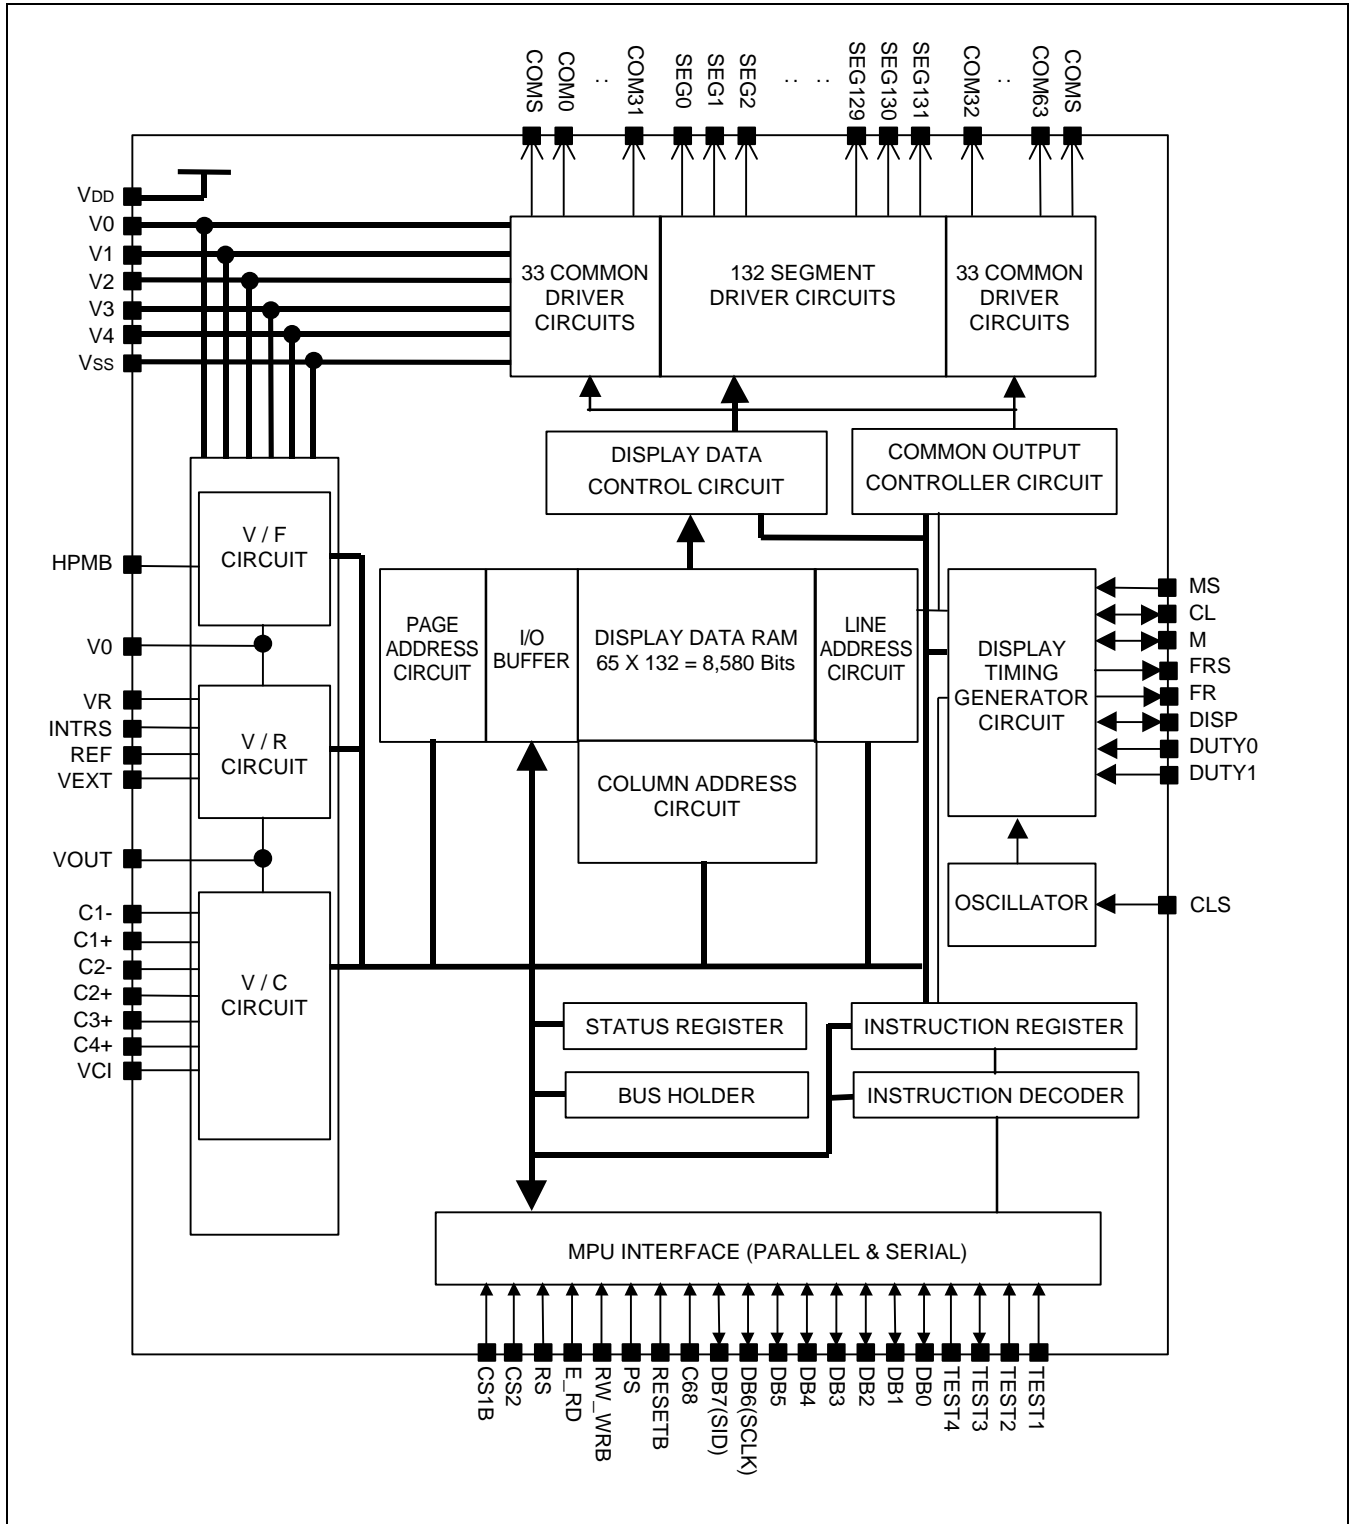 COMS
COM0
: :
COM31
SEG0
SEG1
SEG2
: :
: :
SEG129
SEG130
SEG131
COM32
: :
COM63
COMS
VDD
V0
V1
V2
V3
V4
VSS
33 COMMON
DRIVER
CIRCUITS
132 SEGMENT
DRIVER CIRCUITS
33 COMMON
DRIVER
CIRCUITS
DISPLAY DATA
CONTROL CIRCUIT
COMMON OUTPUT
CONTROLLER CIRCUIT
HPMB
V0
VR
INTRS
REF
VEXT
VOUT
C1-
C1+
C2-
C2+
C3+
C4+
VCI
V / F
CIRCUIT
V / R
CIRCUIT
V / C
CIRCUIT
PAGE
ADDRESS
CIRCUIT
I/O
BUFFER
DISPLAY DATA RAM
65 X 132 = 8,580 Bits
LINE
ADDRESS
CIRCUIT
COLUMN ADDRESS
CIRCUIT
DISPLAY
TIMING
GENERATOR
CIRCUIT
OSCILLATOR
MS
CL
M
FRS
FR
DISP
DUTY0
DUTY1
CLS
STATUS REGISTER
INSTRUCTION REGISTER
BUS HOLDER
INSTRUCTION DECODER
MPU INTERFACE (PARALLEL & SERIAL)
CS1B
CS2
RS
E_RD
RW_WRB
PS
RESETB
C68
DB7(SID)
DB6(SCLK)
DB5
DB4
DB3
DB2
DB1
DB0
TEST4
TEST3
TEST2
TEST1